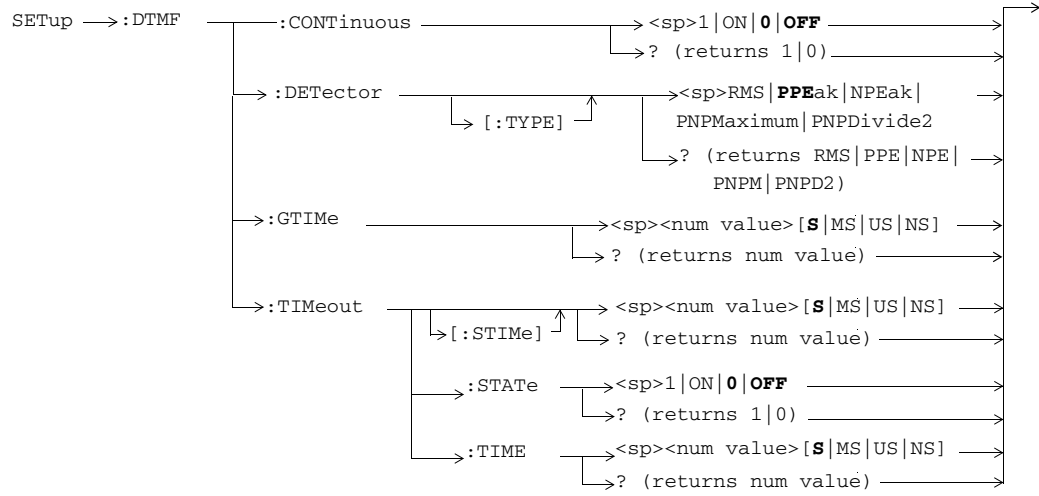 SETup :DTMF :CONTinuous <sp>1|ON|0|OFF
? (returns 1|0)
:DETector <sp>RMS|PPEak|NPEak|
[:TYPE] PNPMaximum|PNPDivide2
? (returns RMS|PPE|NPE|
PNPM|PNPD2)
:GTIMe <sp><num value>[S|MS|US|NS]
? (returns num value)
:TIMeout <sp><num value>[S|MS|US|NS]
[:STIMe] ? (returns num value)
:STATe <sp>1|ON|0|OFF
? (returns 1|0)
:TIME <sp><num value>[S|MS|US|NS]
? (returns num value)